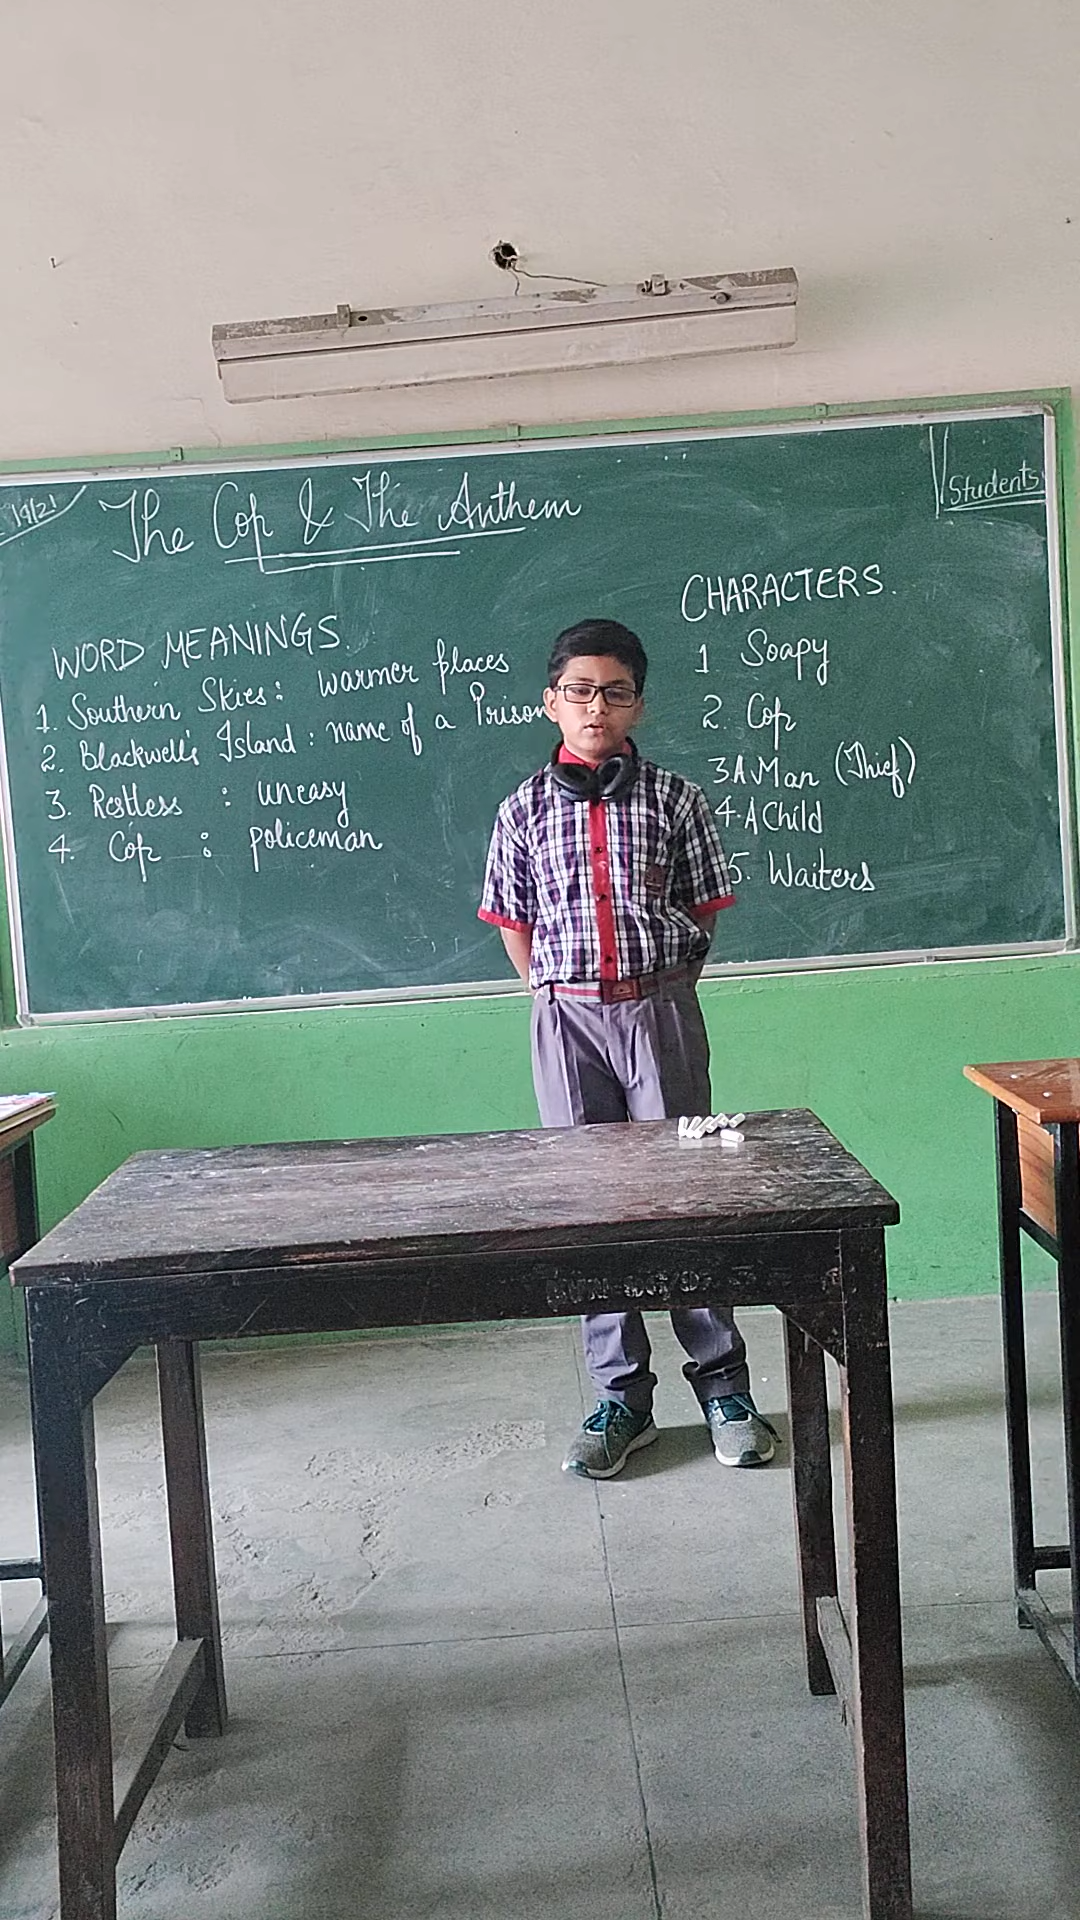 19/21
The Cop & The Anthem
Students
WORD MEANINGS.
1. Southern Skies: warmer places
2. Blackwell's Island: name of a Prison
3. Restless : uneasy
4. Cop : policeman
CHARACTERS.
1 Soapy
2. Cop
3 A Man (Thief)
4. A Child
5. Waiters